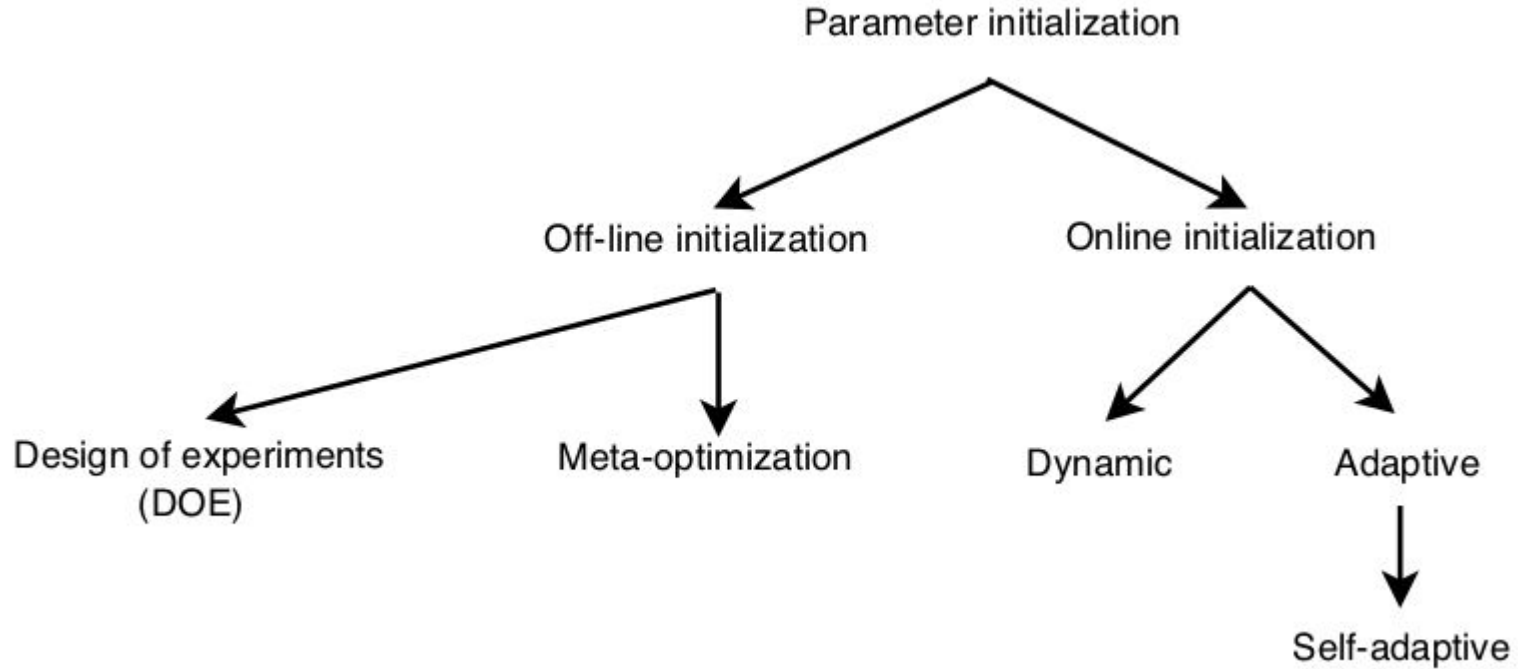 Parameter initialization
Off-line initialization
Online initialization
Design of experiments
(DOE)
Meta-optimization
Dynamic
Adaptive
Self-adaptive